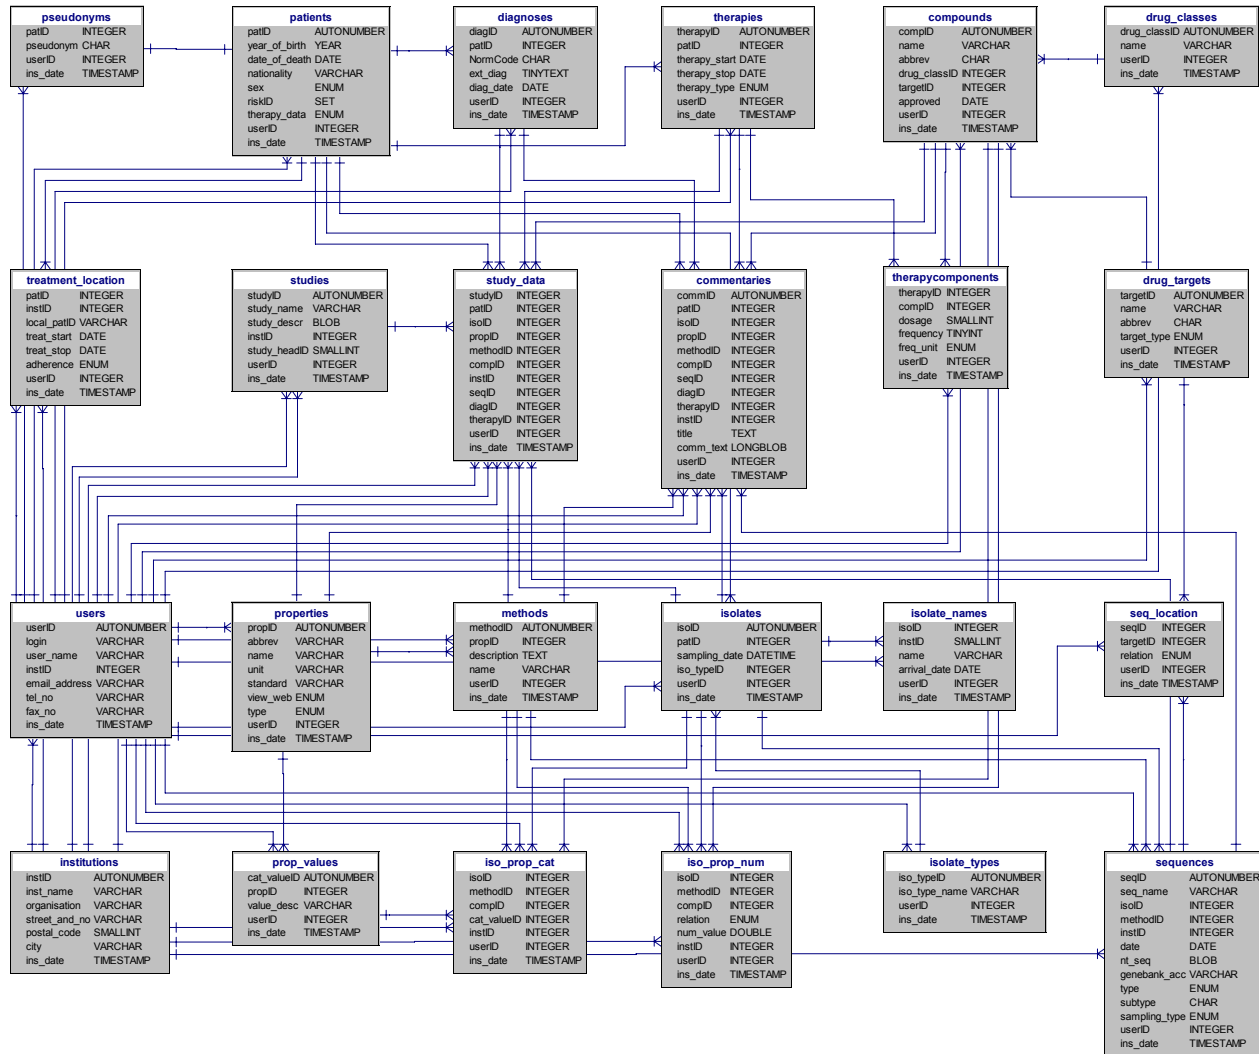 pseudonyms
patID INTEGER
pseudonym CHAR
userID INTEGER
ins_date TIMESTAMP
patients
patID AUTONUMBER
year_of_birth YEAR
date_of_death DATE
nationality VARCHAR
sex ENUM
riskID SET
therapy_data ENUM
userID INTEGER
ins_date TIMESTAMP
diagnoses
diagID AUTONUMBER
patID INTEGER
NormCode CHAR
ext_diag TINYTEXT
diag_date DATE
userID INTEGER
ins_date TIMESTAMP
therapies
therapyID AUTONUMBER
patID INTEGER
therapy_start DATE
therapy_stop DATE
therapy_type ENUM
userID INTEGER
ins_date TIMESTAMP
compounds
compID AUTONUMBER
name VARCHAR
abbrev CHAR
drug_classID INTEGER
targetID INTEGER
approved DATE
userID INTEGER
ins_date TIMESTAMP
drug_classes
drug_classID AUTONUMBER
name VARCHAR
userID INTEGER
ins_date TIMESTAMP
treatment_location
patID INTEGER
instID INTEGER
local_patID VARCHAR
treat_start DATE
treat_stop DATE
adherence ENUM
userID INTEGER
ins_date TIMESTAMP
studies
studyID AUTONUMBER
study_name VARCHAR
study_descr BLOB
instID INTEGER
study_headID SMALLINT
userID INTEGER
ins_date TIMESTAMP
study_data
studyID INTEGER
patID INTEGER
isoID INTEGER
propID INTEGER
methodID INTEGER
compID INTEGER
instID INTEGER
seqID INTEGER
diagID INTEGER
therapyID INTEGER
userID INTEGER
ins_date TIMESTAMP
commentaries
commID AUTONUMBER
patID INTEGER
isoID INTEGER
propID INTEGER
methodID INTEGER
compID INTEGER
seqID INTEGER
diagID INTEGER
therapyID INTEGER
instID INTEGER
title TEXT
comm_text LONGBLOB
userID INTEGER
ins_date TIMESTAMP
therapycomponents
therapyID INTEGER
compID INTEGER
dosage SMALLINT
frequency TINYINT
freq_unit ENUM
userID INTEGER
ins_date TIMESTAMP
drug_targets
targetID AUTONUMBER
name VARCHAR
abbrev CHAR
target_type ENUM
userID INTEGER
ins_date TIMESTAMP
users
userID AUTONUMBER
login VARCHAR
user_name VARCHAR
instID INTEGER
email_address VARCHAR
tel_no VARCHAR
fax_no VARCHAR
ins_date TIMESTAMP
properties
propID AUTONUMBER
abbrev VARCHAR
name VARCHAR
unit VARCHAR
standard VARCHAR
view_web ENUM
type ENUM
userID INTEGER
ins_date TIMESTAMP
methods
methodID AUTONUMBER
propID INTEGER
description TEXT
name VARCHAR
userID INTEGER
ins_date TIMESTAMP
isolates
isoID AUTONUMBER
patID INTEGER
sampling_date DATETIME
iso_typeID INTEGER
userID INTEGER
ins_date TIMESTAMP
isolate_names
isoID INTEGER
instID SMALLINT
name VARCHAR
arrival_date DATE
userID INTEGER
ins_date TIMESTAMP
seq_location
seqID INTEGER
targetID INTEGER
relation ENUM
userID INTEGER
ins_date TIMESTAMP
institutions
instID AUTONUMBER
inst_name VARCHAR
organisation VARCHAR
street_and_no VARCHAR
postal_code SMALLINT
city VARCHAR
ins_date TIMESTAMP
prop_values
cat_valueID AUTONUMBER
propID INTEGER
value_desc VARCHAR
userID INTEGER
ins_date TIMESTAMP
iso_prop_cat
isoID INTEGER
methodID INTEGER
compID INTEGER
cat_valueID INTEGER
instID INTEGER
userID INTEGER
ins_date TIMESTAMP
iso_prop_num
isoID INTEGER
methodID INTEGER
compID INTEGER
relation ENUM
num_value DOUBLE
instID INTEGER
userID INTEGER
ins_date TIMESTAMP
isolate_types
iso_typeID AUTONUMBER
iso_type_name VARCHAR
userID INTEGER
ins_date TIMESTAMP
sequences
seqID AUTONUMBER
seq_name VARCHAR
isoID INTEGER
methodID INTEGER
instID INTEGER
date DATE
nt_seq BLOB
genebank_acc VARCHAR
type ENUM
subtype CHAR
sampling_type ENUM
userID INTEGER
ins_date TIMESTAMP